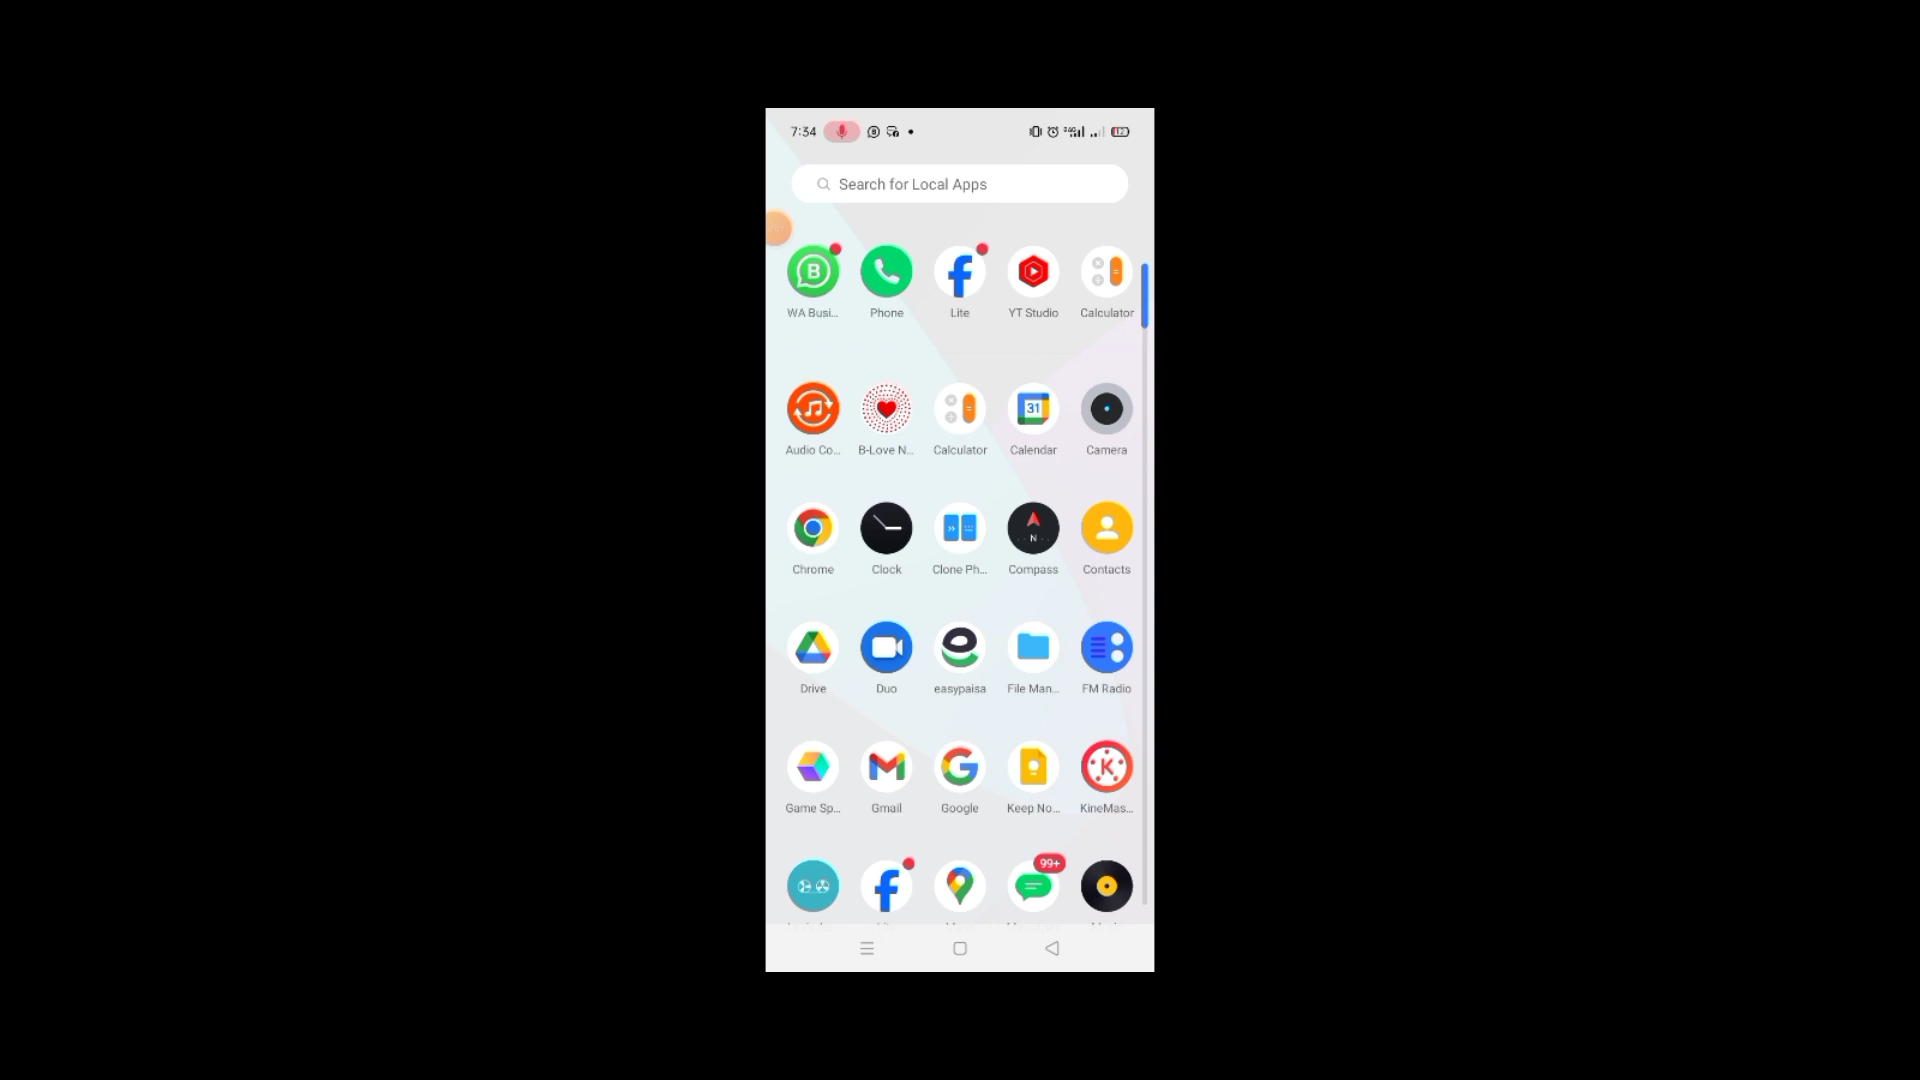 7:34
Search for Local Apps
WA Busi... Phone Lite YT Studio Calculator
Audio Co... B-Love N... Calculator 31 Calendar Camera
Chrome Clock Clone Ph... N Compass Contacts
Drive Duo easypaisa File Man... FM Radio
Game Sp... Gmail Google Keep No... KineMas...
99+